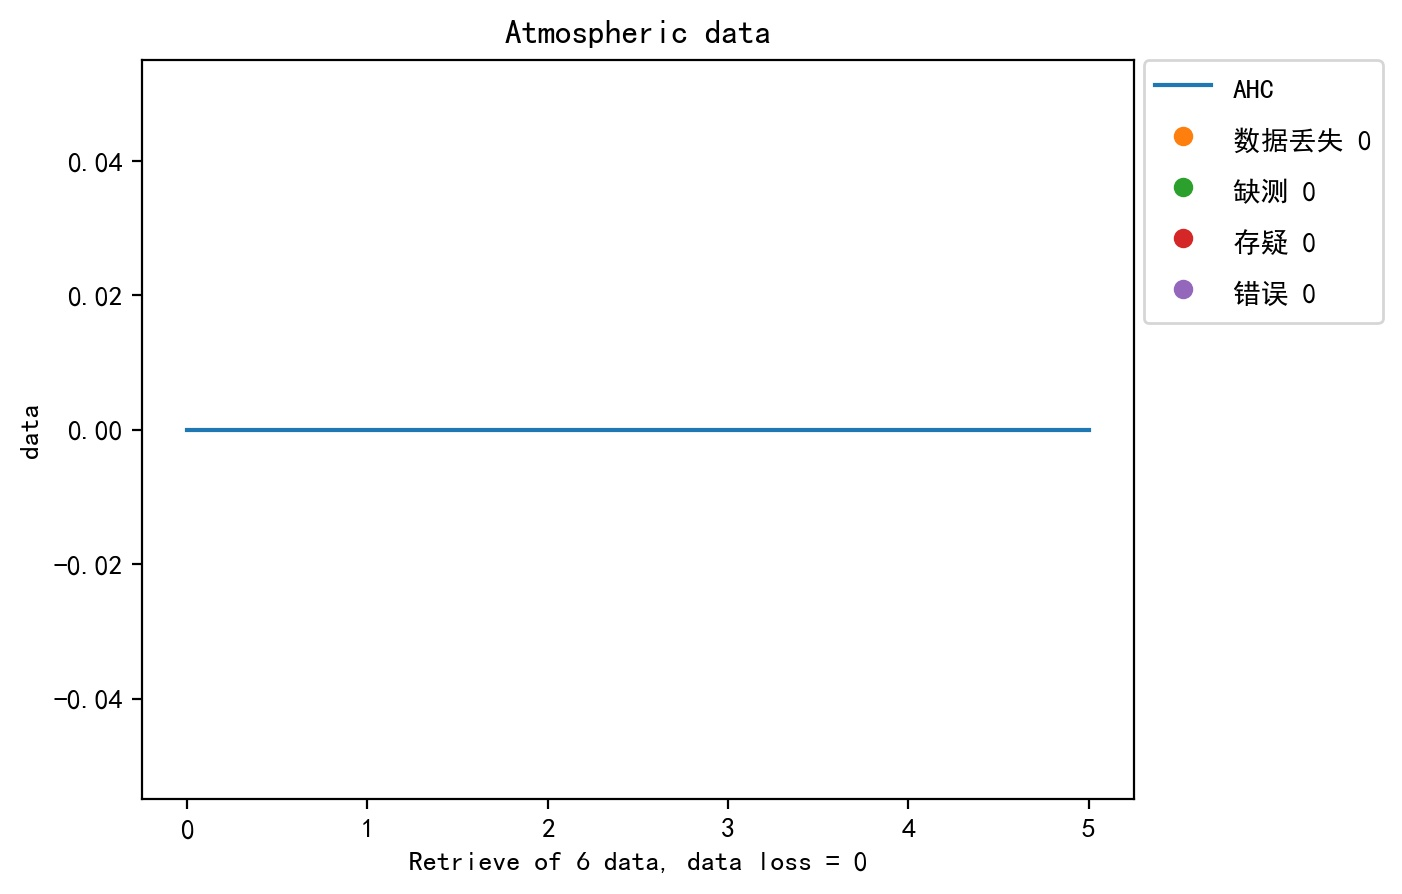 Atmospheric data
AHC
数据丢失 0
缺测 0
存疑 0
错误 0
0.04
0.02
0.00
-0.02
-0.04
data
0 1 2 3 4 5
Retrieve of 6 data, data loss = 0